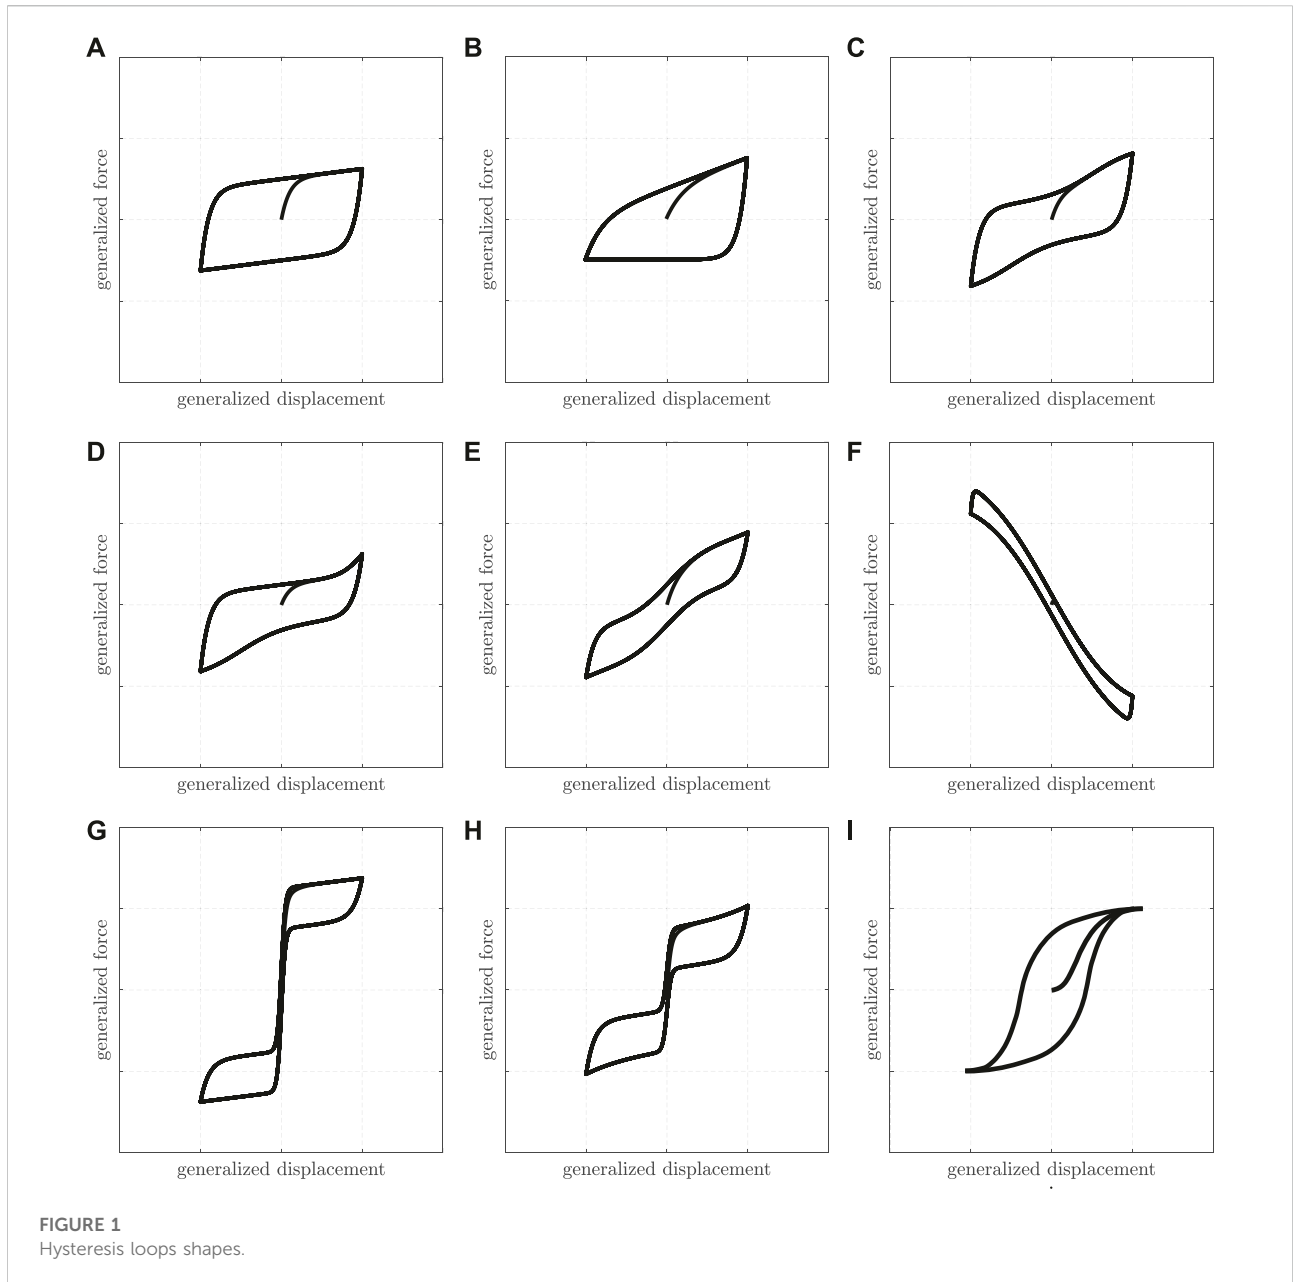 A
B
C
generalized force
generalized force
generalized force
generalized displacement
generalized displacement
generalized displacement
D
E
F
generalized force
generalized force
generalized force
generalized displacement
generalized displacement
generalized displacement
G
H
I
generalized force
generalized force
generalized force
generalized displacement
generalized displacement
generalized displacement
FIGURE 1
Hysteresis loops shapes.